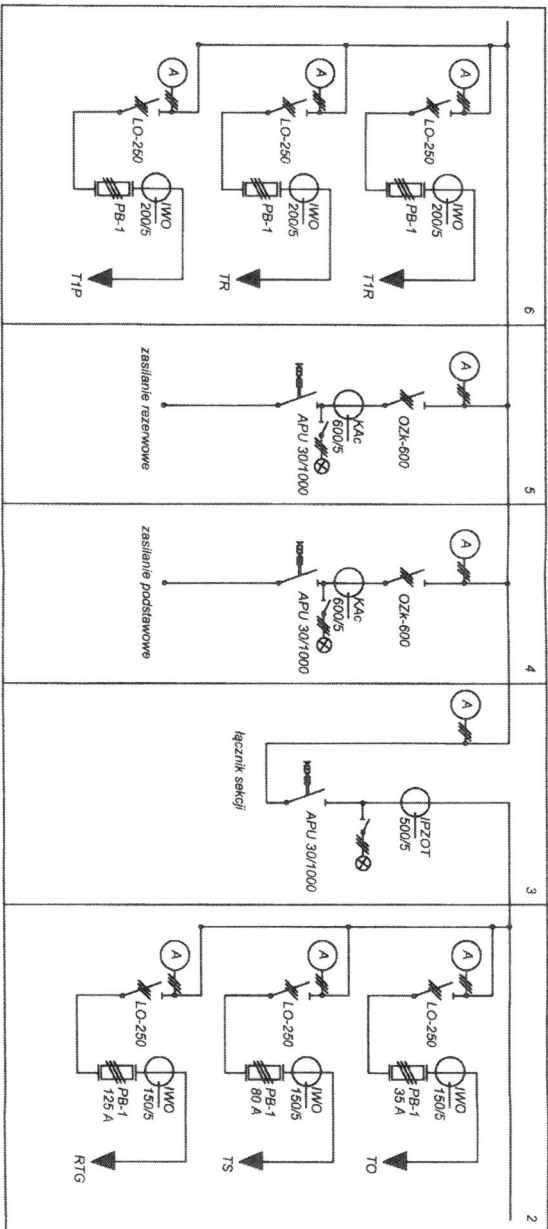 6
A
LO-250
IWO
200/5
PB-1
T1R
A
LO-250
IWO
200/5
PB-1
TR
A
LO-250
IWO
200/5
PB-1
T1P
5
A
OZk-600
KAc
600/5
APU 30/1000
zasilanie rezerwowe
4
A
OZk-600
KAc
600/5
APU 30/1000
zasilanie podstawowe
3
A
IPZOT
500/5
APU 30/1000
łącznik sekcji
2
A
LO-250
IWO
150/5
PB-1
35 A
TO
A
LO-250
IWO
150/5
PB-1
80 A
TS
A
LO-250
IWO
150/5
PB-1
125 A
RTG